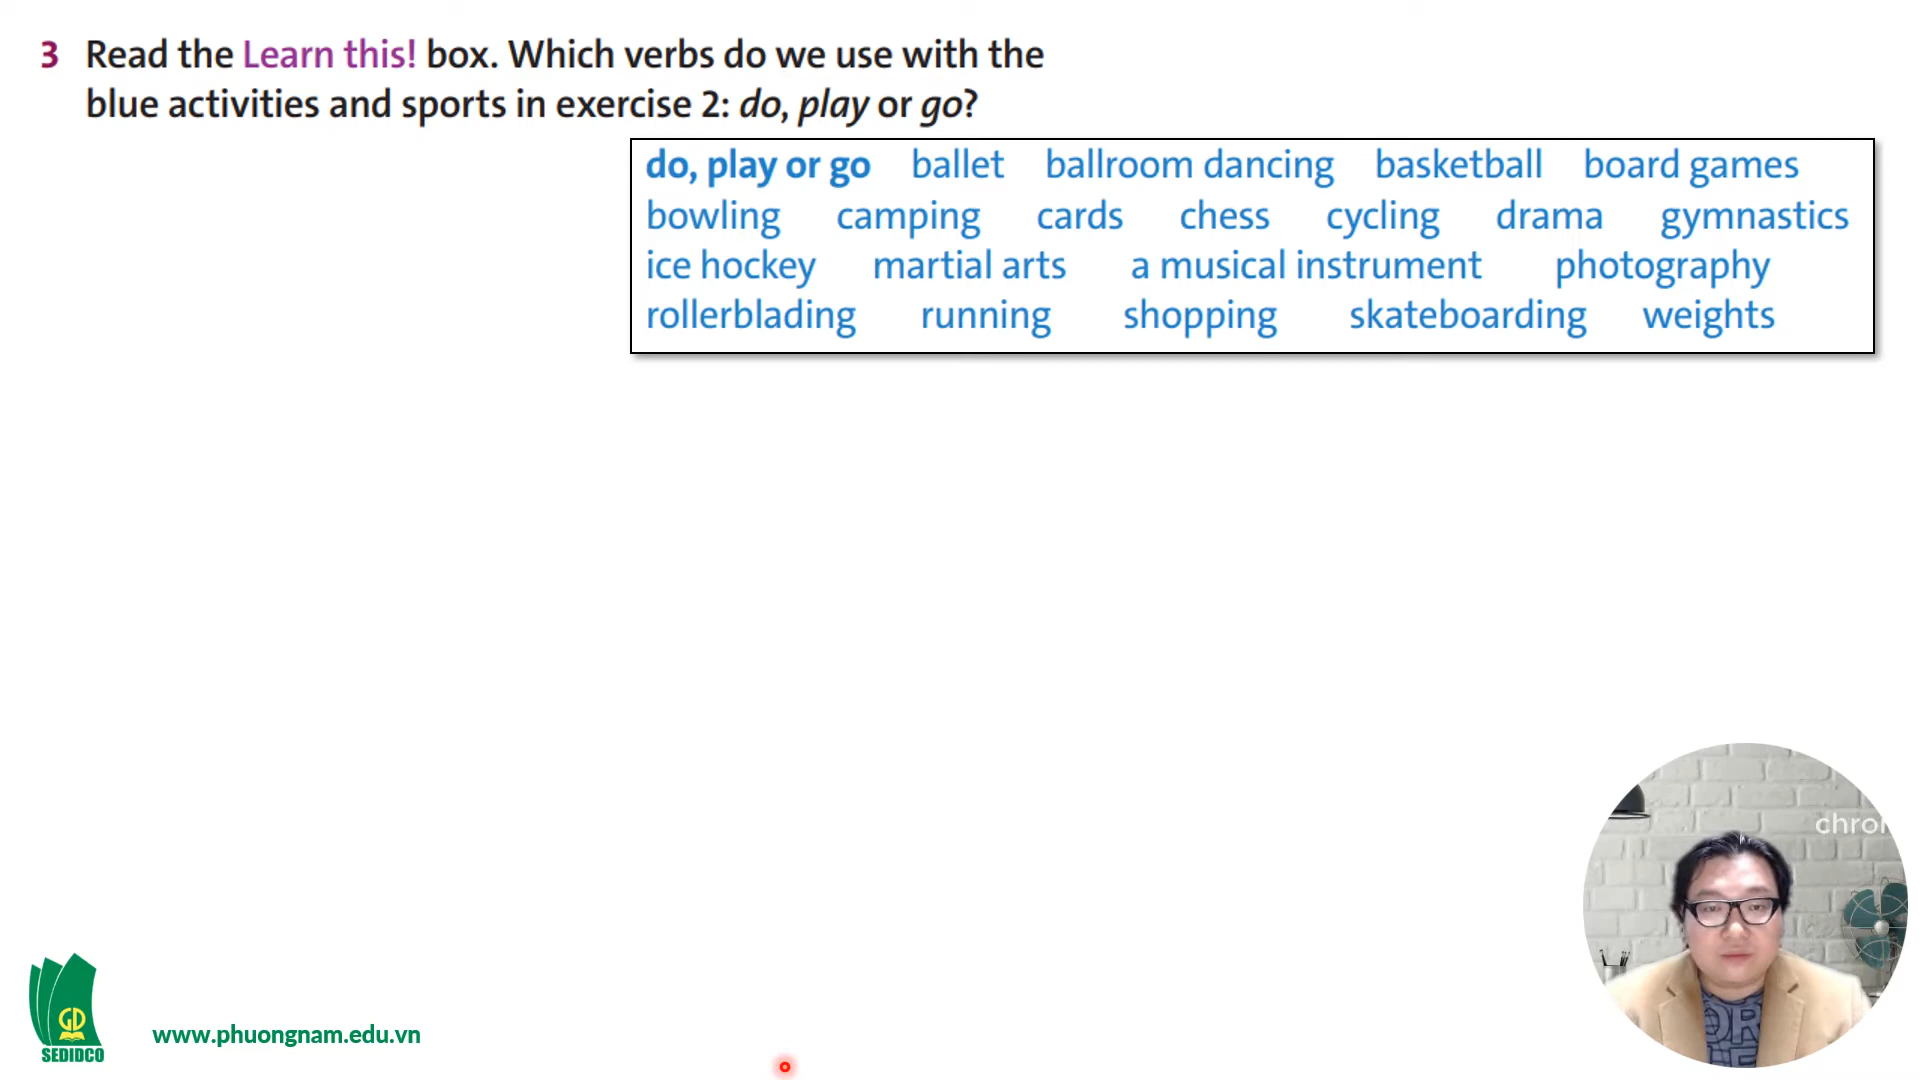 3 Read the Learn this! box. Which verbs do we use with the
blue activities and sports in exercise 2: do, play or go?
do, play or go ballet ballroom dancing basketball board games
bowling camping cards chess cycling drama gymnastics
ice hockey martial arts a musical instrument photography
rollerblading running shopping skateboarding weights
chro
GD
SEDIDCO
www.phuongnam.edu.vn